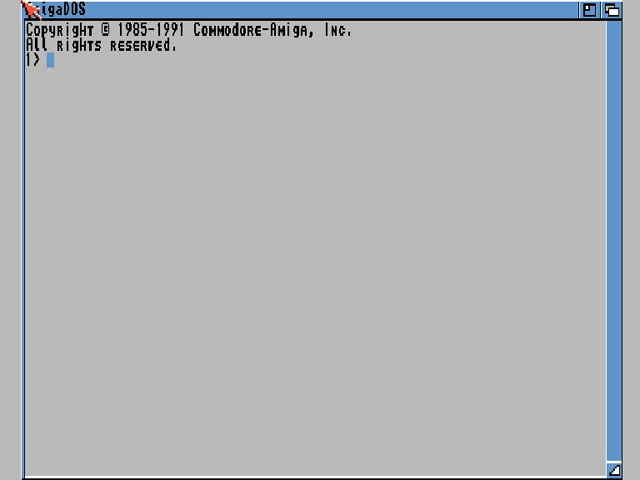 igaDOS
Copyright © 1985-1991 Commodore-Amiga, Inc.
All rights reserved.
1>